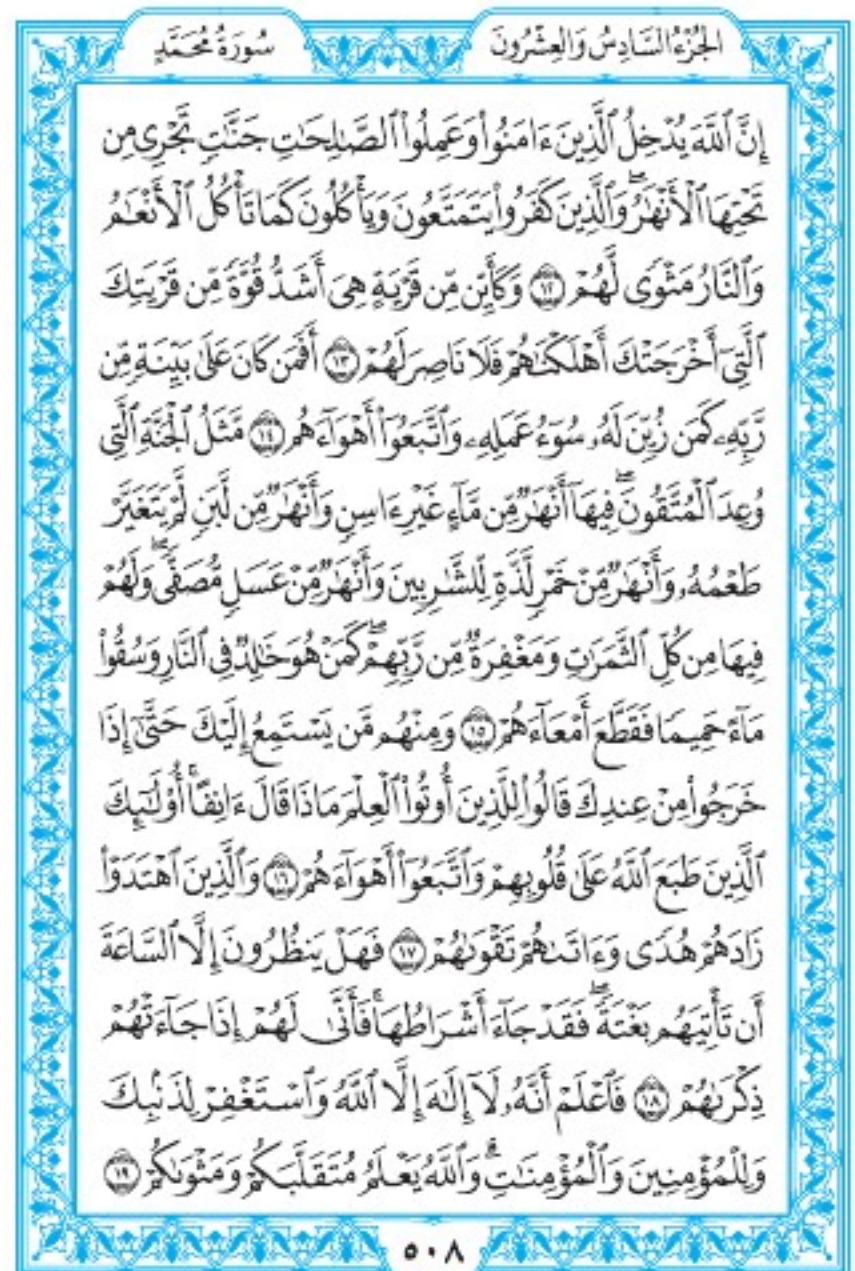 الجُزْءُ السَّادِسُ وَالعِشْرُونَ
سُورَةُ مُحَمَّدٍ
إِنَّ ٱللَّهَ يُدْخِلُ ٱلَّذِينَ ءَامَنُوا۟ وَعَمِلُوا۟ ٱلصَّـٰلِحَـٰتِ جَنَّـٰتٍ تَجْرِى مِن
تَحْتِهَا ٱلْأَنْهَـٰرُ ۖ وَٱلَّذِينَ كَفَرُوا۟ يَتَمَتَّعُونَ وَيَأْكُلُونَ كَمَا تَأْكُلُ ٱلْأَنْعَـٰمُ
وَٱلنَّارُ مَثْوًى لَّهُمْ ١٢ وَكَأَيِّن مِّن قَرْيَةٍ هِىَ أَشَدُّ قُوَّةً مِّن قَرْيَتِكَ
ٱلَّتِىٓ أَخْرَجَتْكَ أَهْلَكْنَـٰهُمْ فَلَا نَاصِرَ لَهُمْ ١٣ أَفَمَن كَانَ عَلَىٰ بَيِّنَةٍ مِّن
رَّبِّهِۦ كَمَن زُيِّنَ لَهُۥ سُوٓءُ عَمَلِهِۦ وَٱتَّبَعُوٓا۟ أَهْوَآءَهُم ١٤ مَّثَلُ ٱلْجَنَّةِ ٱلَّتِى
وُعِدَ ٱلْمُتَّقُونَ ۖ فِيهَآ أَنْهَـٰرٌ مِّن مَّآءٍ غَيْرِ ءَاسِنٍ وَأَنْهَـٰرٌ مِّن لَّبَنٍ لَّمْ يَتَغَيَّرْ
طَعْمُهُۥ وَأَنْهَـٰرٌ مِّنْ خَمْرٍ لَّذَّةٍ لِّلشَّـٰرِبِينَ وَأَنْهَـٰرٌ مِّنْ عَسَلٍ مُّصَفًّى ۖ وَلَهُمْ
فِيهَا مِن كُلِّ ٱلثَّمَرَٰتِ وَمَغْفِرَةٌ مِّن رَّبِّهِمْ ۖ كَمَنْ هُوَ خَـٰلِدٌ فِى ٱلنَّارِ وَسُقُوا۟
مَآءً حَمِيمًا فَقَطَّعَ أَمْعَآءَهُمْ ١٥ وَمِنْهُم مَّن يَسْتَمِعُ إِلَيْكَ حَتَّىٰٓ إِذَا
خَرَجُوا۟ مِنْ عِندِكَ قَالُوا۟ لِلَّذِينَ أُوتُوا۟ ٱلْعِلْمَ مَاذَا قَالَ ءَانِفًا ۚ أُو۟لَـٰٓئِكَ
ٱلَّذِينَ طَبَعَ ٱللَّهُ عَلَىٰ قُلُوبِهِمْ وَٱتَّبَعُوٓا۟ أَهْوَآءَهُمْ ١٦ وَٱلَّذِينَ ٱهْتَدَوْا۟
زَادَهُمْ هُدًى وَءَاتَىٰهُمْ تَقْوَىٰهُمْ ١٧ فَهَلْ يَنظُرُونَ إِلَّا ٱلسَّاعَةَ
أَن تَأْتِيَهُم بَغْتَةً ۖ فَقَدْ جَآءَ أَشْرَاطُهَا ۚ فَأَنَّىٰ لَهُمْ إِذَا جَآءَتْهُمْ
ذِكْرَىٰهُمْ ١٨ فَٱعْلَمْ أَنَّهُۥ لَآ إِلَـٰهَ إِلَّا ٱللَّهُ وَٱسْتَغْفِرْ لِذَنۢبِكَ
وَلِلْمُؤْمِنِينَ وَٱلْمُؤْمِنَـٰتِ ۗ وَٱللَّهُ يَعْلَمُ مُتَقَلَّبَكُمْ وَمَثْوَىٰكُمْ ١٩
٥٠٨